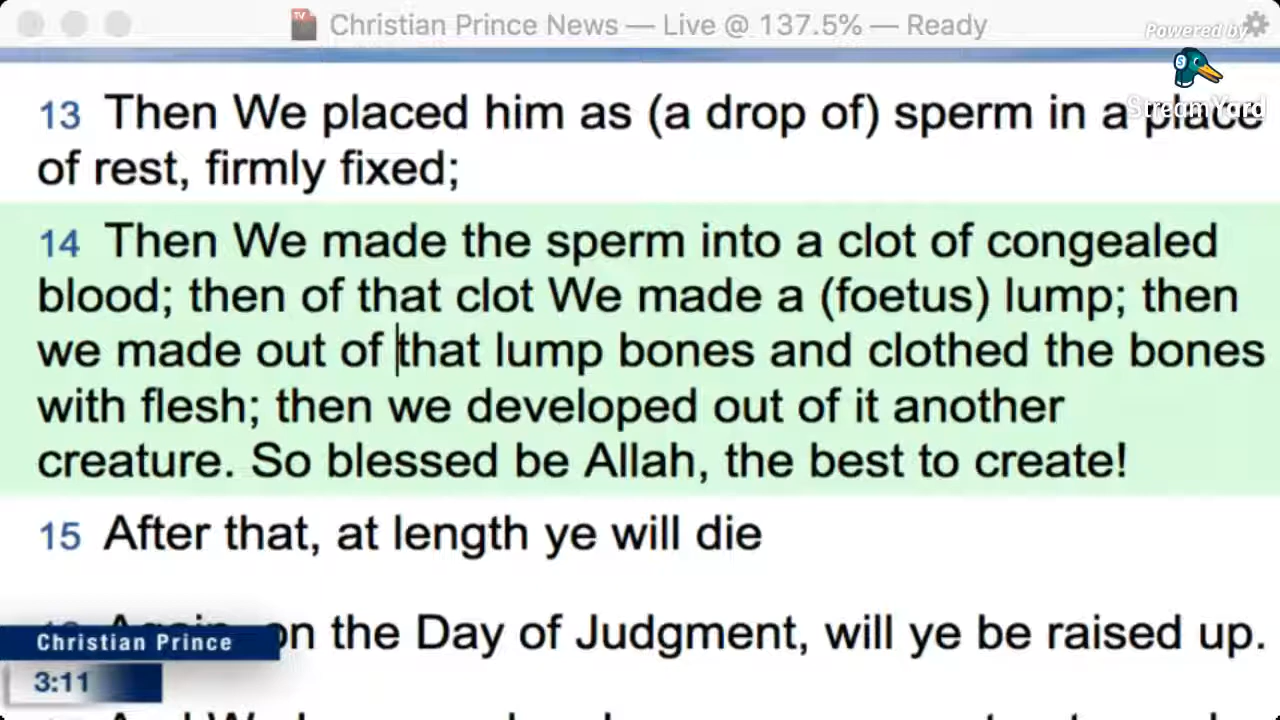 Christian Prince News — Live @ 137.5% — Ready
Powered by
StreamYard
13 Then We placed him as (a drop of) sperm in a place
of rest, firmly fixed;
14 Then We made the sperm into a clot of congealed
blood; then of that clot We made a (foetus) lump; then
we made out of that lump bones and clothed the bones
with flesh; then we developed out of it another
creature. So blessed be Allah, the best to create!
15 After that, at length ye will die
Again, on the Day of Judgment, will ye be raised up.
Christian Prince
3:11